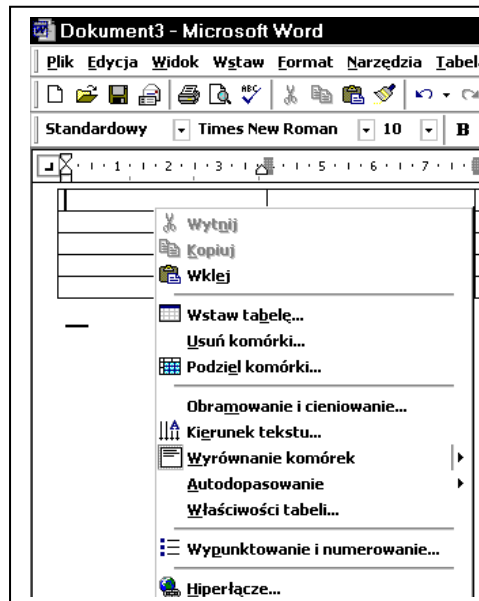 Dokument3 - Microsoft Word
Plik Edycja Widok Wstaw Format Narzędzia Tabela
ABC
Standardowy Times New Roman 10 B
1 2 3 5 6 7
Wytnij
Kopiuj
Wklej
Wstaw tabelę...
Usuń komórki...
Podziel komórki...
Obramowanie i cieniowanie...
Kierunek tekstu...
Wyrównanie komórek
Autodopasowanie
Właściwości tabeli...
Wypunktowanie i numerowanie...
Hiperłącze...